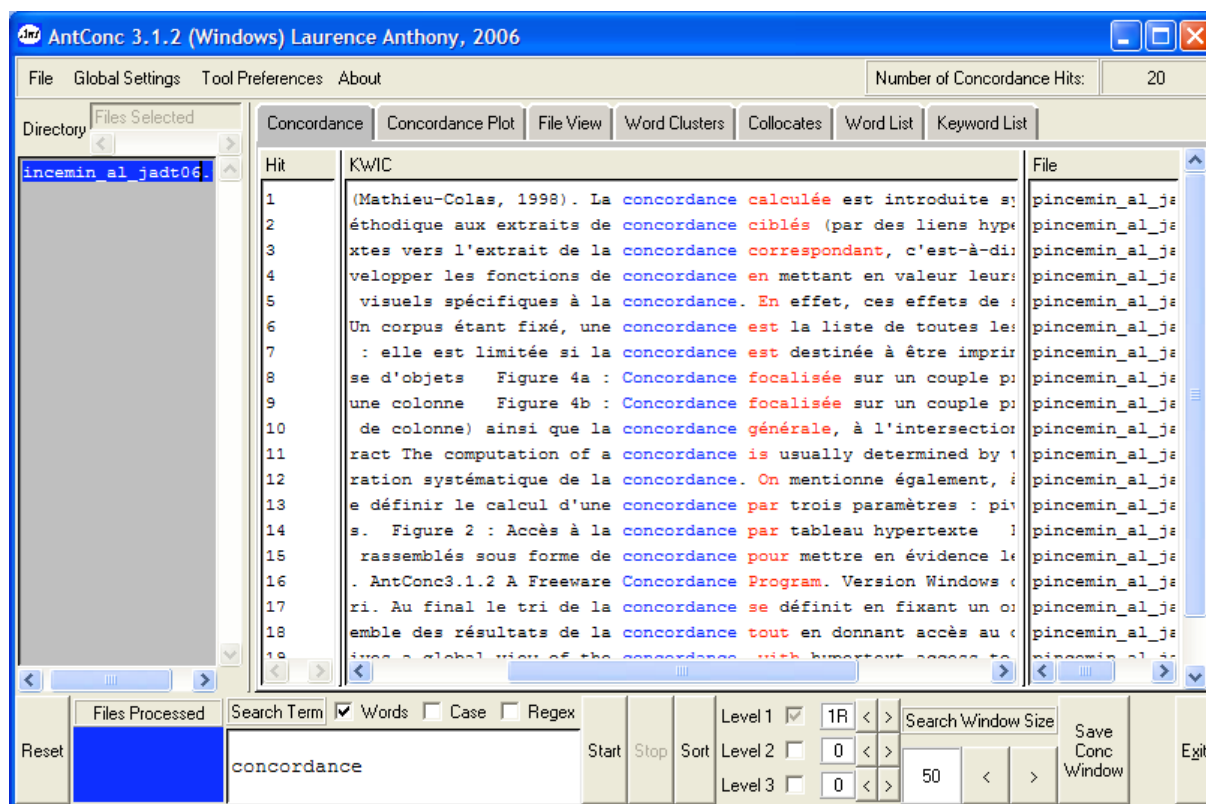 AntConc 3.1.2 (Windows) Laurence Anthony, 2006
File Global Settings Tool Preferences About Number of Concordance Hits: 20
Directory Files Selected
Concordance Concordance Plot File View Word Clusters Collocates Word List Keyword List
incemin_al_jadt06.
Hit KWIC File
1 (Mathieu-Colas, 1998). La concordance calculée est introduite sy pincemin_al_ja
2 éthodique aux extraits de concordance ciblés (par des liens hype pincemin_al_ja
3 xtes vers l'extrait de la concordance correspondant, c'est-à-dir pincemin_al_ja
4 velopper les fonctions de concordance en mettant en valeur leurs pincemin_al_ja
5 visuels spécifiques à la concordance. En effet, ces effets de s pincemin_al_ja
6 Un corpus étant fixé, une concordance est la liste de toutes les pincemin_al_ja
7 : elle est limitée si la concordance est destinée à être imprir pincemin_al_ja
8 se d'objets Figure 4a : Concordance focalisée sur un couple pr pincemin_al_ja
9 une colonne Figure 4b : Concordance focalisée sur un couple pr pincemin_al_ja
10 de colonne) ainsi que la concordance générale, à l'intersection pincemin_al_ja
11 ract The computation of a concordance is usually determined by t pincemin_al_ja
12 ration systématique de la concordance. On mentionne également, à pincemin_al_ja
13 e définir le calcul d'une concordance par trois paramètres : piv pincemin_al_ja
14 s. Figure 2 : Accès à la concordance par tableau hypertexte pincemin_al_ja
15 rassemblés sous forme de concordance pour mettre en évidence le pincemin_al_ja
16 . AntConc3.1.2 A Freeware Concordance Program. Version Windows pincemin_al_ja
17 ri. Au final le tri de la concordance se définit en fixant un or pincemin_al_ja
18 emble des résultats de la concordance tout en donnant accès au pincemin_al_ja
19 ives a global view of the concordance, with hypertext access to pincemin_al_ja
Files Processed Search Term Words Case Regex Level 1 1R < > Search Window Size
Reset concordance Start Stop Sort Level 2 0 < > 50 < > Save Conc Window Exit
Level 3 0 < >